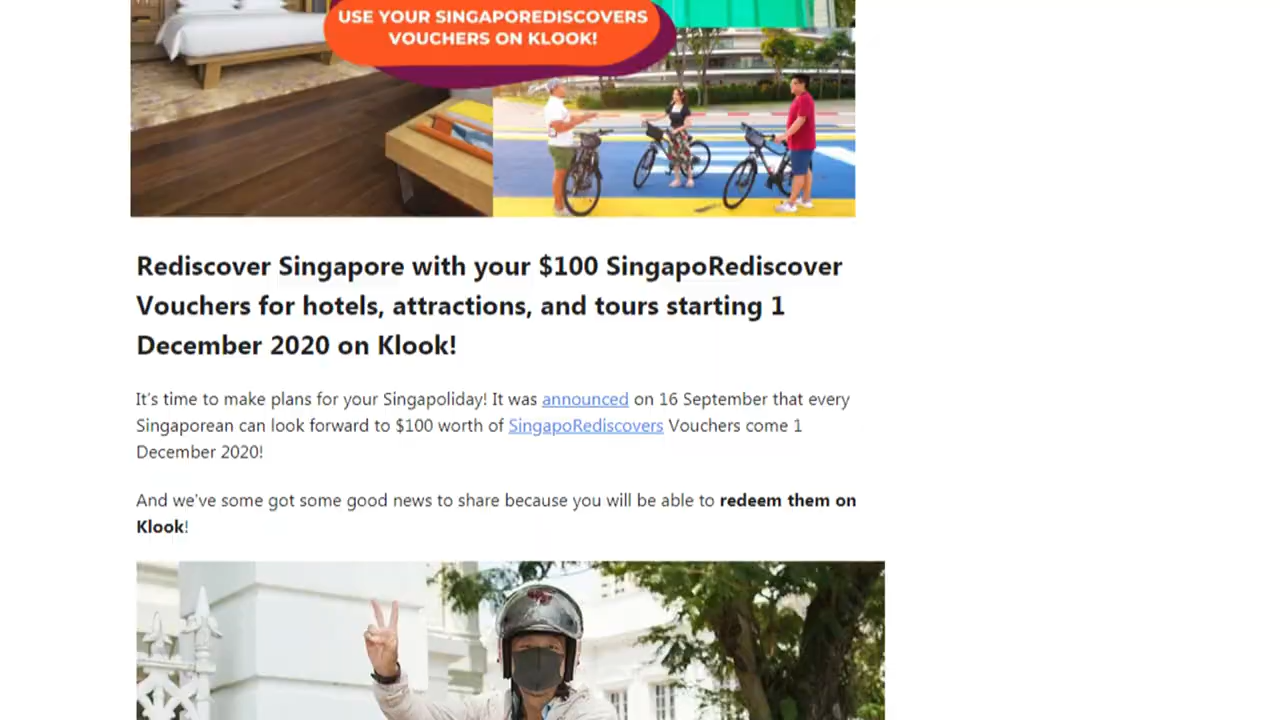 USE YOUR SINGAPOREDISCOVERS
VOUCHERS ON KLOOK!
Rediscover Singapore with your $100 SingapoRediscover
Vouchers for hotels, attractions, and tours starting 1
December 2020 on Klook!
It's time to make plans for your Singapoliday! It was announced on 16 September that every
Singaporean can look forward to $100 worth of SingapoRediscovers Vouchers come 1
December 2020!
And we've some got some good news to share because you will be able to redeem them on
Klook!